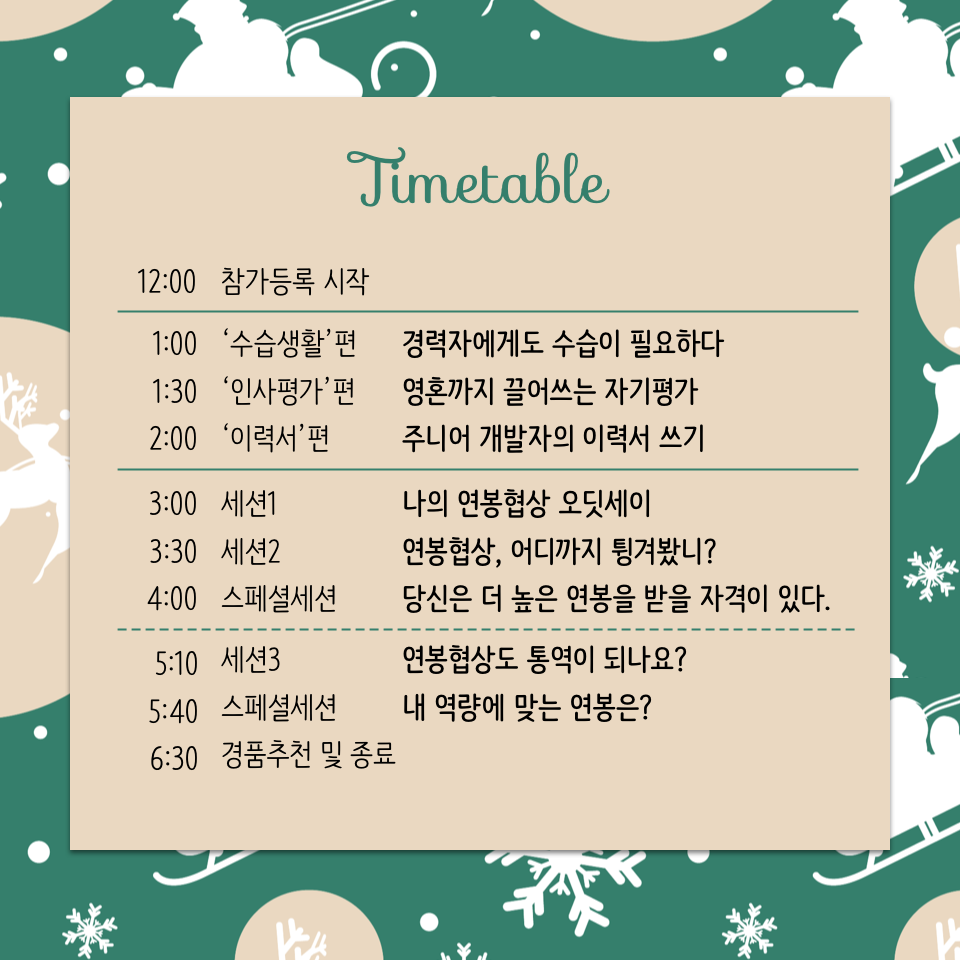 Timetable
12:00 참가등록 시작
1:00 ‘수습생활’편 경력자에게도 수습이 필요하다
1:30 ‘인사평가’편 영혼까지 끌어쓰는 자기평가
2:00 ‘이력서’편 주니어 개발자의 이력서 쓰기
3:00 세션1 나의 연봉협상 오딧세이
3:30 세션2 연봉협상, 어디까지 튕겨봤니?
4:00 스페셜세션 당신은 더 높은 연봉을 받을 자격이 있다.
5:10 세션3 연봉협상도 통역이 되나요?
5:40 스페셜세션 내 역량에 맞는 연봉은?
6:30 경품추천 및 종료